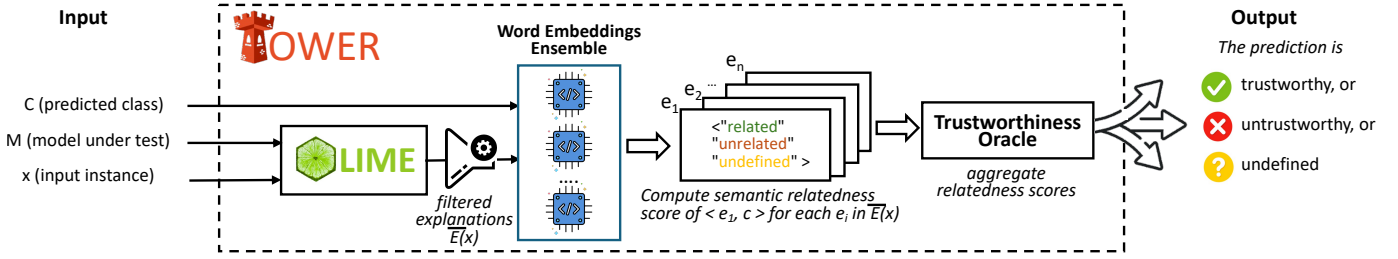 Input
C (predicted class)
M (model under test)
x (input instance)
TOWER
LIME
filtered
explanations
E(x)
Word Embeddings
Ensemble
</>
</>
....
</>
e₁
e₂
...
eₙ
<"related"
"unrelated"
"undefined" >
Compute semantic relatedness
score of < e₁, c > for each eᵢ in E(x)
Trustworthiness
Oracle
aggregate
relatedness scores
Output
The prediction is
trustworthy, or
untrustworthy, or
?
undefined